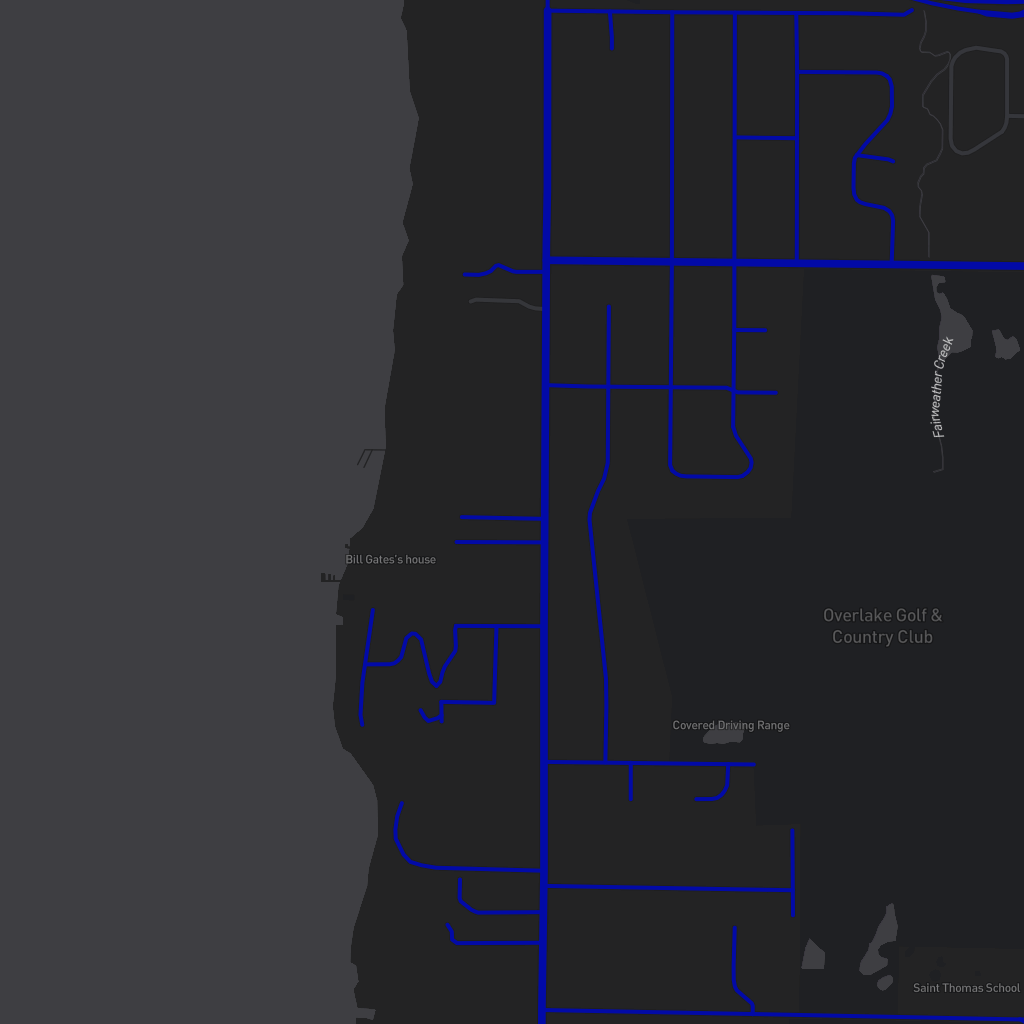 Fairweather Creek
Bill Gates's house
Overlake Golf &
Country Club
Covered Driving Range
Saint Thomas School